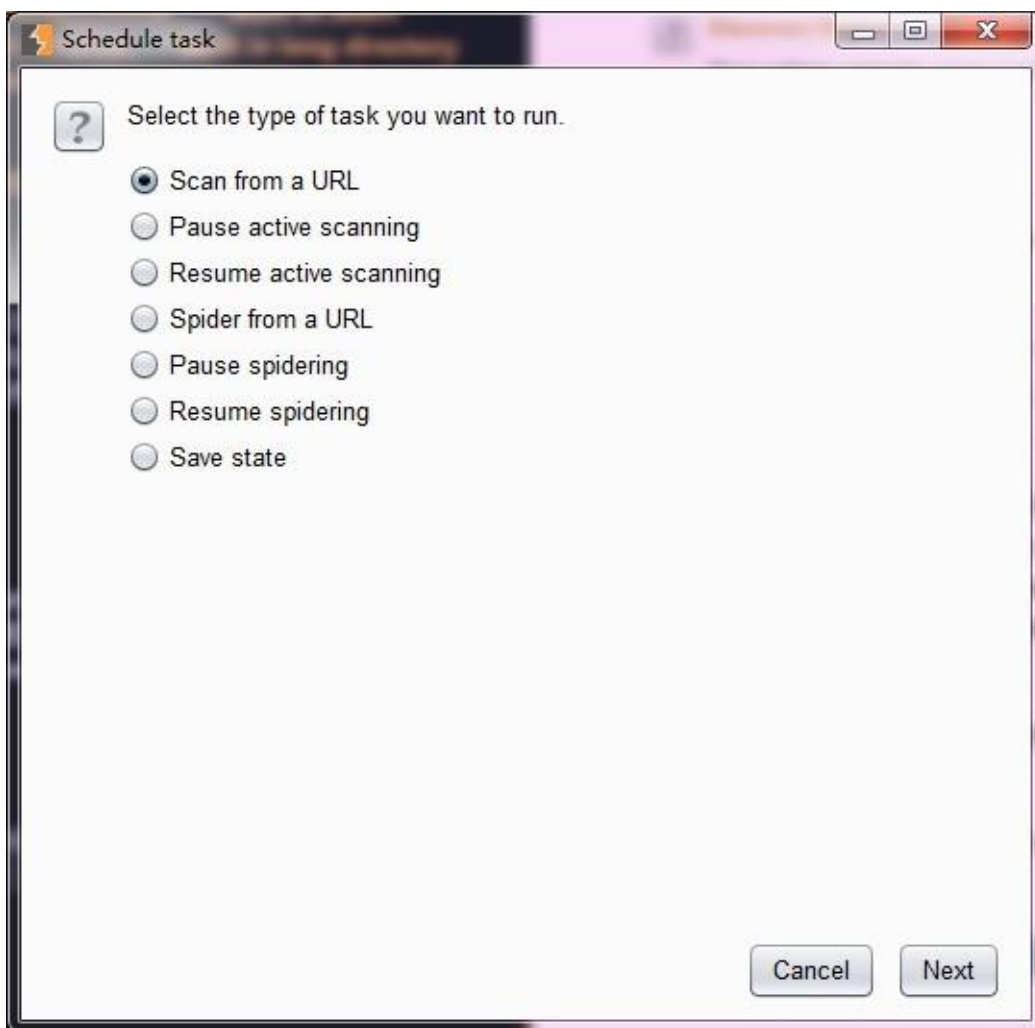 Schedule task
Select the type of task you want to run.
Scan from a URL
Pause active scanning
Resume active scanning
Spider from a URL
Pause spidering
Resume spidering
Save state
Cancel
Next